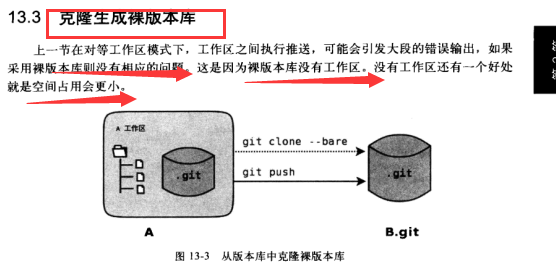 13.3 克隆生成裸版本库
上一节在对等工作区模式下，工作区之间执行推送，可能会引发大段的错误输出，如果
采用裸版本库则没有相应的问题。这是因为裸版本库没有工作区。没有工作区还有一个好处
就是空间占用会更小。
A 工作区
git clone --bare
.git
git push
.git
A
B.git
图 13-3 从版本库中克隆裸版本库